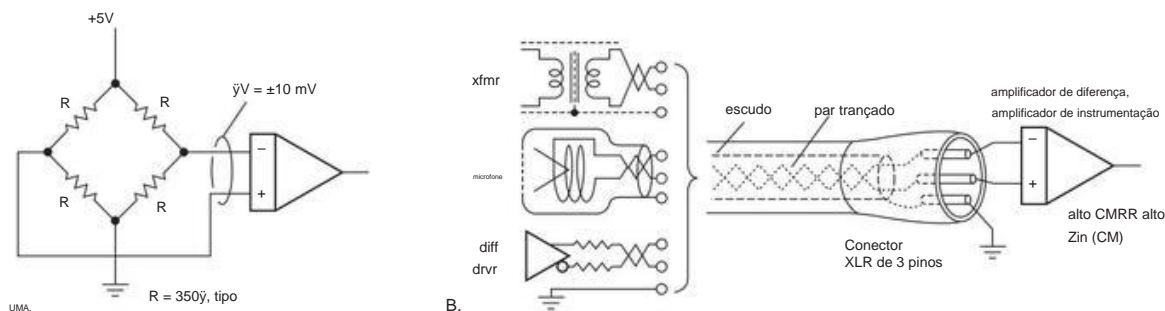 +5V
R
R
ÿV = ±10 mV
−
+
R
R
R = 350ÿ, tipo
UMA.
xfmr
microfone
diff
drvr
B.
escudo
par trançado
Conector
XLR de 3 pinos
amplificador de diferença,
amplificador de instrumentação
−
+
alto CMRR alto
Zin (CM)